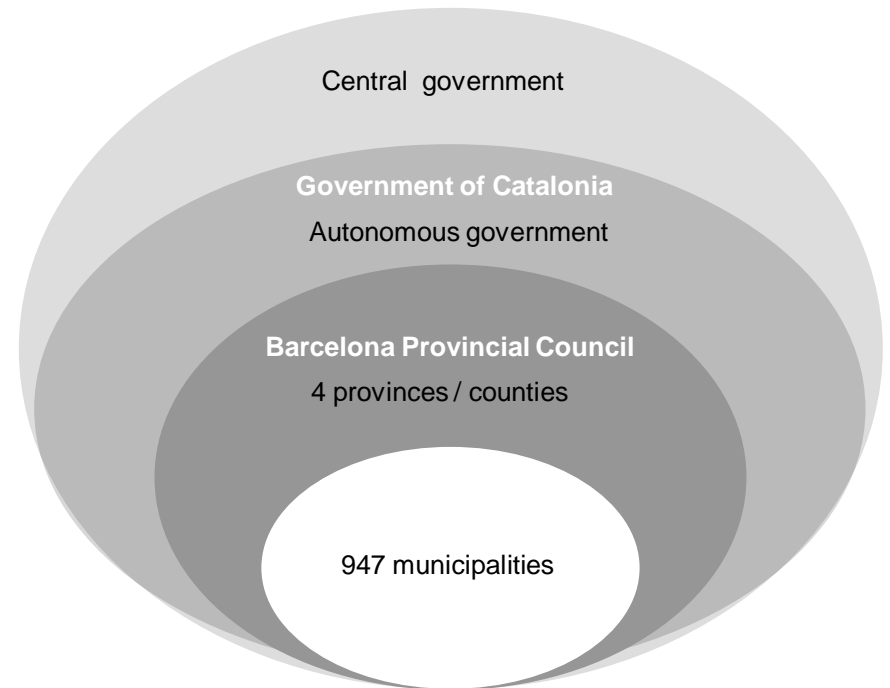 Central government
Government of Catalonia
Autonomous government
Barcelona Provincial Council
4 provinces / counties
947 municipalities